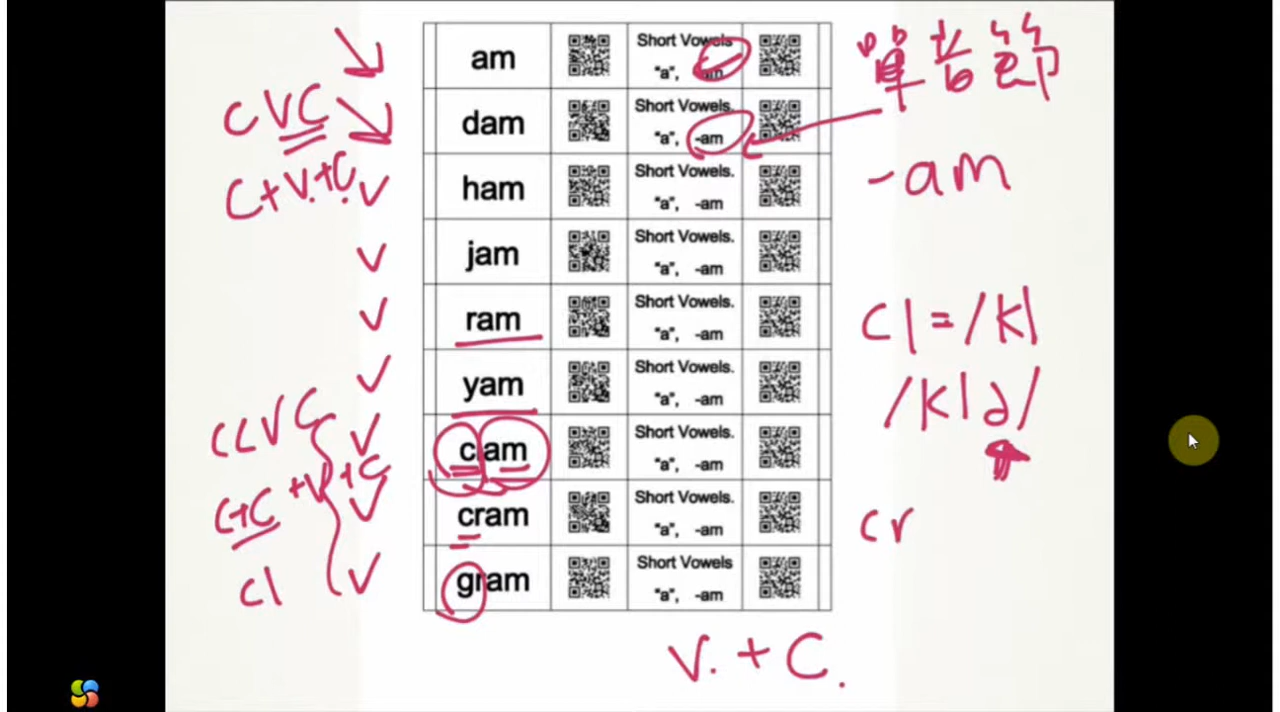 am Short Vowels
"a", -am
dam Short Vowels.
"a", -am
ham Short Vowels.
"a", -am
jam Short Vowels.
"a", -am
ram Short Vowels.
"a", -am
yam Short Vowels.
"a", -am
clam Short Vowels.
"a", -am
cram Short Vowels.
"a", -am
gram Short Vowels
"a", -am
CVC
C+V.+C.
V
V
V
V
CCVC V
C+C+V+C V
cl V
單音節
-am
cl=/kl
/klə/
cr
V. + C.